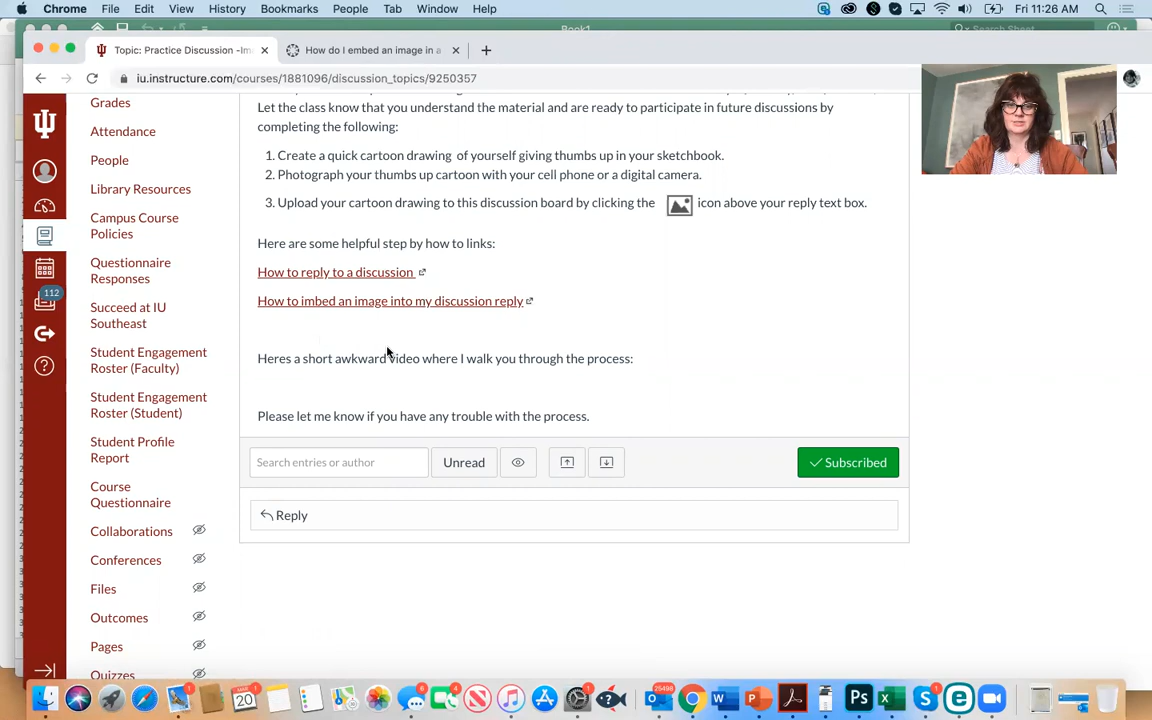 Chrome File Edit View History Bookmarks People Tab Window Help Fri 11:26 AM
Book1 Search Sheet
Topic: Practice Discussion -Im How do I embed an image in a
iu.instructure.com/courses/1881096/discussion_topics/9250357
Grades
Attendance
People
Library Resources
Campus Course
Policies
Questionnaire
Responses
112
Succeed at IU
Southeast
Student Engagement
Roster (Faculty)
Student Engagement
Roster (Student)
Student Profile
Report
Course
Questionnaire
Collaborations
Conferences
Files
Outcomes
Pages
Quizzes
Let the class know that you understand the material and are ready to participate in future discussions by
completing the following:
1. Create a quick cartoon drawing of yourself giving thumbs up in your sketchbook.
2. Photograph your thumbs up cartoon with your cell phone or a digital camera.
3. Upload your cartoon drawing to this discussion board by clicking the icon above your reply text box.
Here are some helpful step by how to links:
How to reply to a discussion
How to imbed an image into my discussion reply
Heres a short awkward video where I walk you through the process:
Please let me know if you have any trouble with the process.
Search entries or author Unread Subscribed
Reply